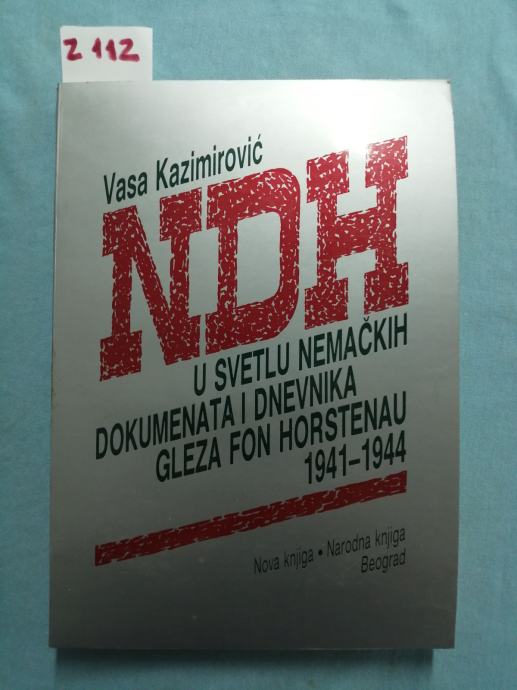 Z 112
Vasa Kazimirović
NDH
U SVETLU NEMAČKIH
DOKUMENATA I DNEVNIKA
GLEZA FON HORSTENAU
1941–1944
Nova knjiga • Narodna knjiga
Beograd